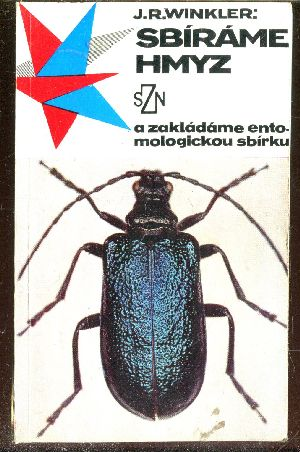 J.R.WINKLER:
SBÍRÁME
HMYZ
SZN
a zakládáme ento-
mologickou sbírku